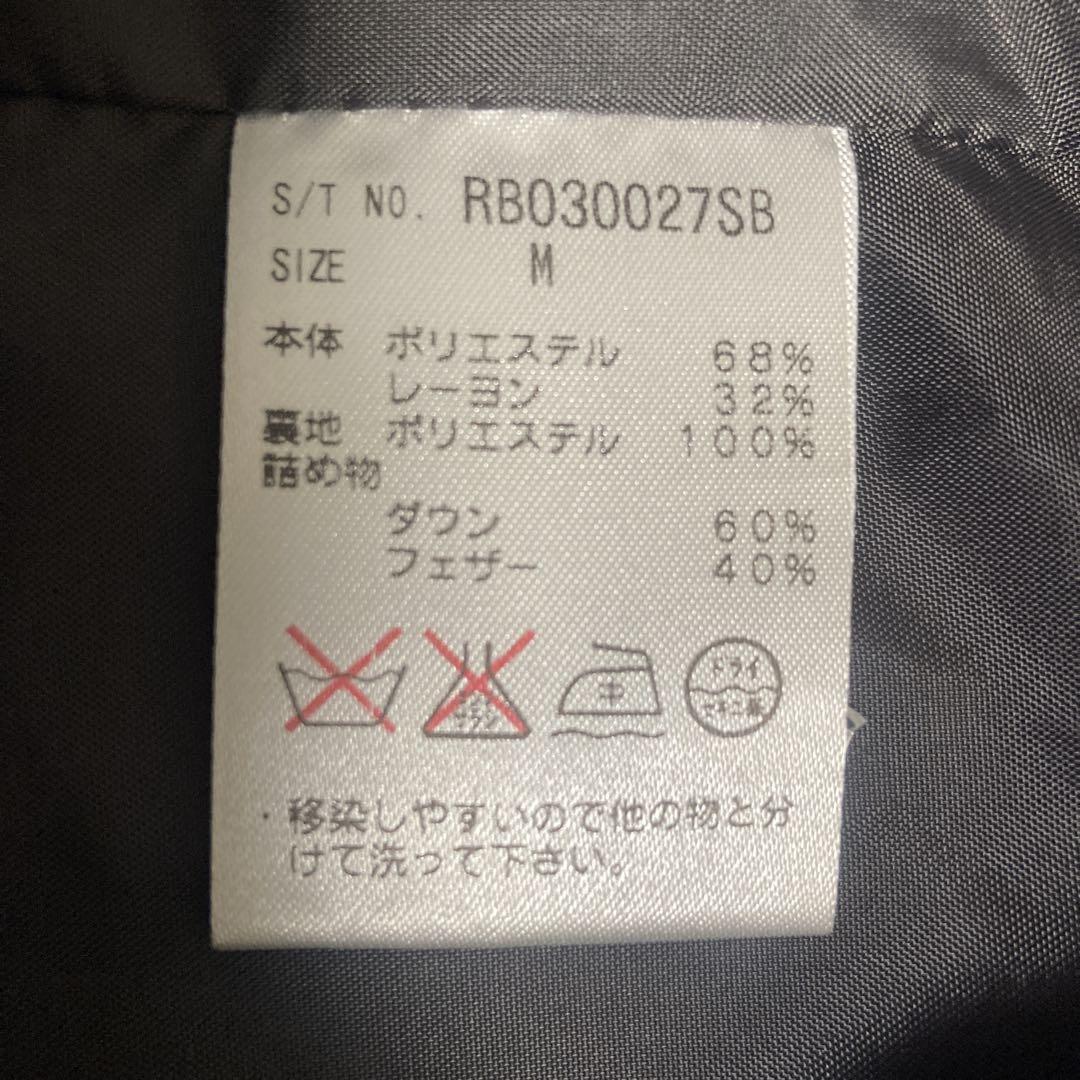 S/T NO. RB030027SB
SIZE M
本体 ポリエステル 68%
レーヨン 32%
裏地 ポリエステル 100%
詰め物
ダウン 60%
フェザー 40%
中 ドライ
・移染しやすいので他の物と分
けて洗って下さい。